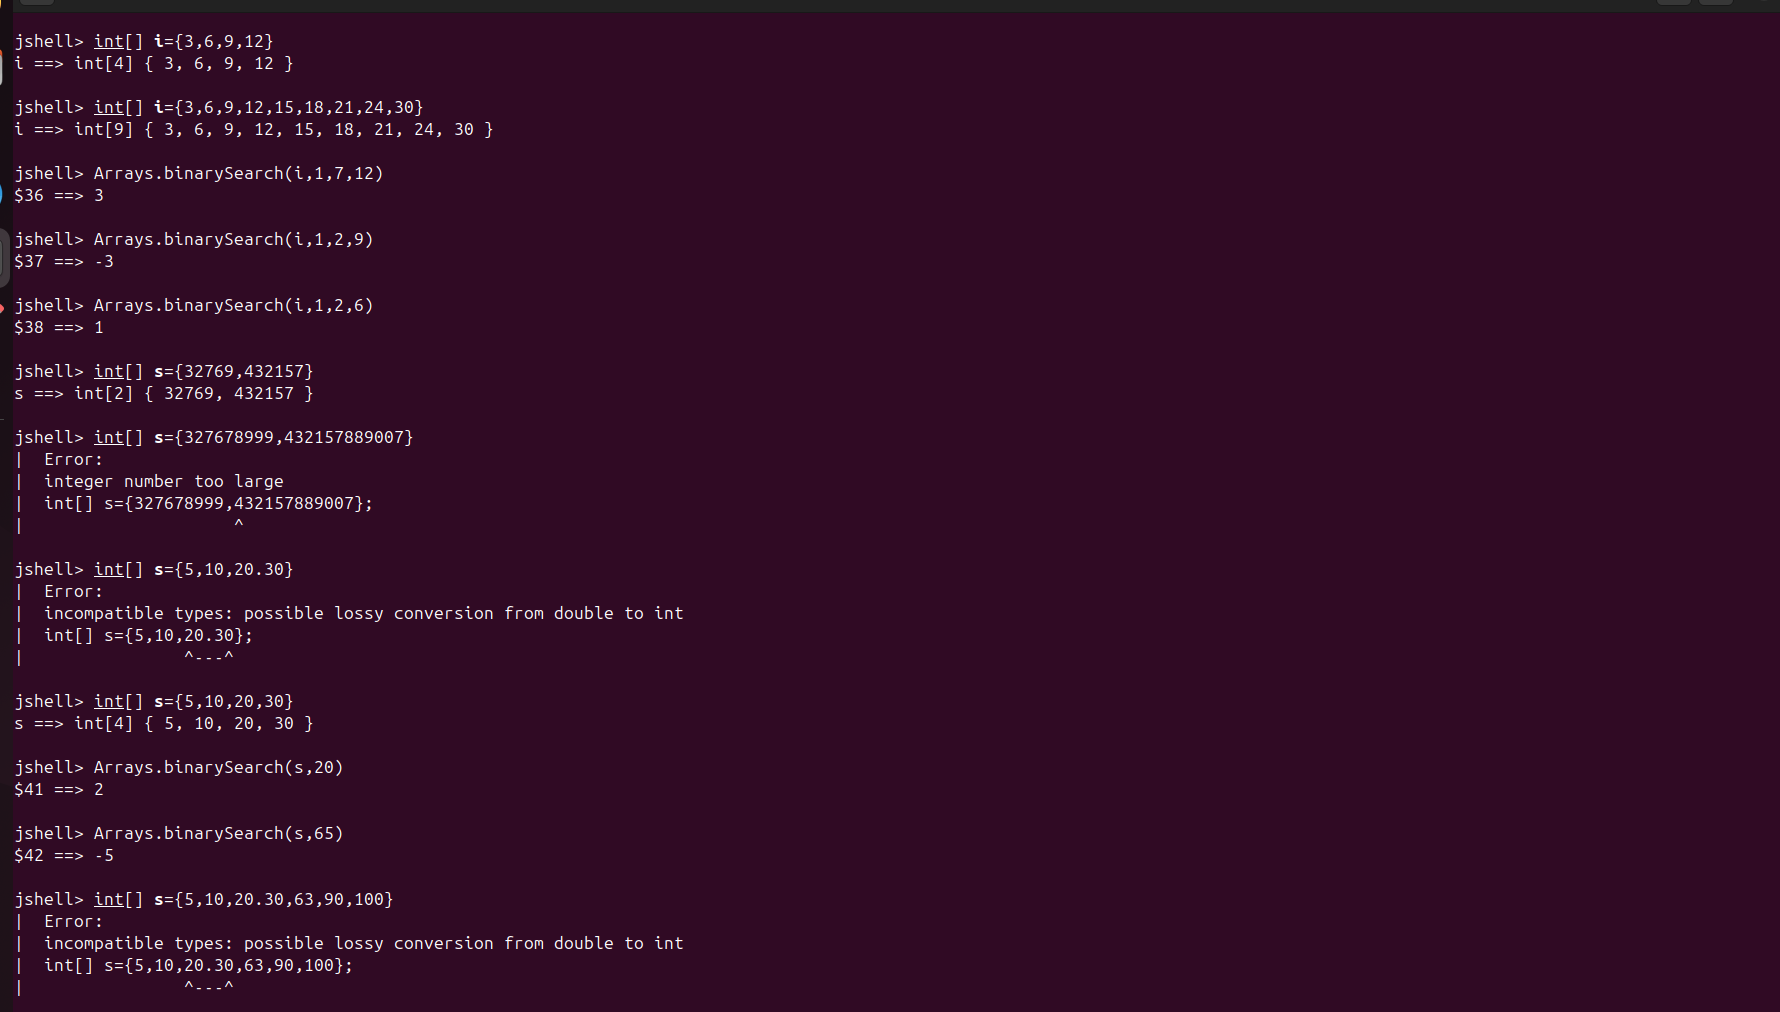 jshell> int[] i={3,6,9,12}
i ==> int[4] { 3, 6, 9, 12 }
jshell> int[] i={3,6,9,12,15,18,21,24,30}
i ==> int[9] { 3, 6, 9, 12, 15, 18, 21, 24, 30 }
jshell> Arrays.binarySearch(i,1,7,12)
$36 ==> 3
jshell> Arrays.binarySearch(i,1,2,9)
$37 ==> -3
jshell> Arrays.binarySearch(i,1,2,6)
$38 ==> 1
jshell> int[] s={32769,432157}
s ==> int[2] { 32769, 432157 }
jshell> int[] s={327678999,432157889007}
|  Error:
|  integer number too large
|  int[] s={327678999,432157889007};
|                     ^
jshell> int[] s={5,10,20.30}
|  Error:
|  incompatible types: possible lossy conversion from double to int
|  int[] s={5,10,20.30};
|                ^---^
jshell> int[] s={5,10,20,30}
s ==> int[4] { 5, 10, 20, 30 }
jshell> Arrays.binarySearch(s,20)
$41 ==> 2
jshell> Arrays.binarySearch(s,65)
$42 ==> -5
jshell> int[] s={5,10,20.30,63,90,100}
|  Error:
|  incompatible types: possible lossy conversion from double to int
|  int[] s={5,10,20.30,63,90,100};
|                ^---^